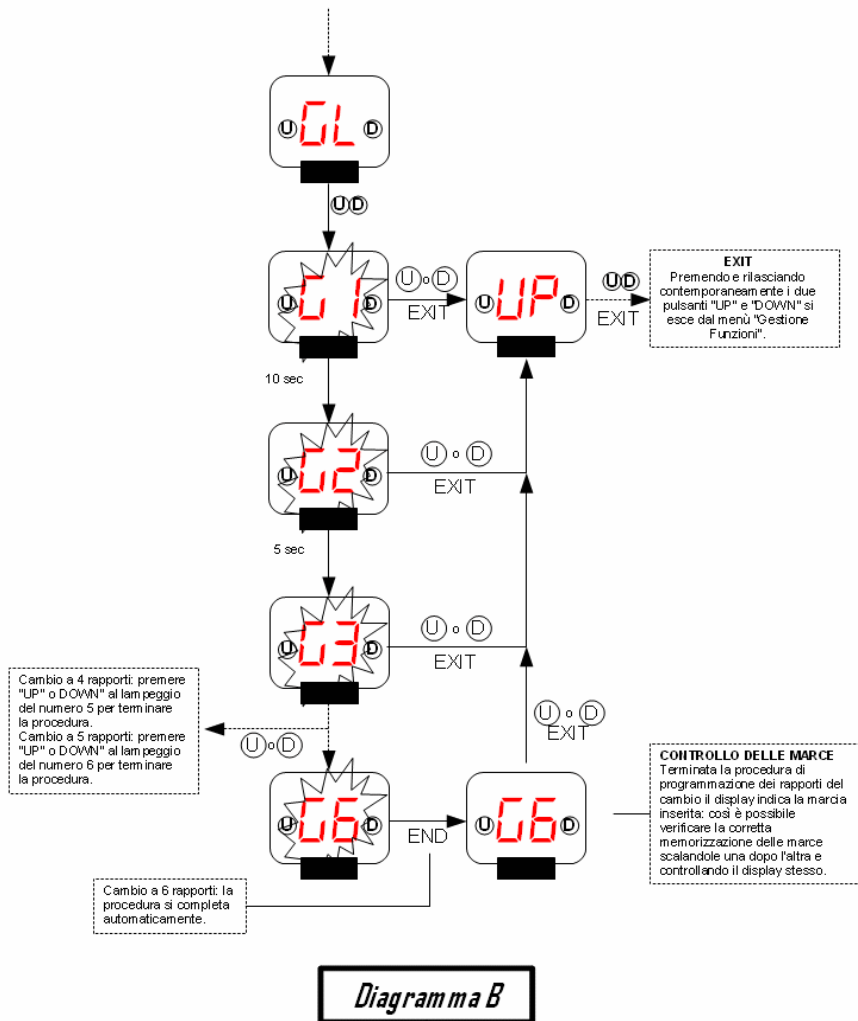 U GL D
UD
U G1 D
U o D
EXIT
U UP D
UD
EXIT
EXIT
Premendo e rilasciando
contemporaneamente i due
pulsanti "UP" e "DOWN" si
esce dal menù "Gestione
Funzioni".
10 sec
U G2 D
U o D
EXIT
5 sec
U G3 D
U o D
EXIT
Cambio a 4 rapporti: premere
"UP" o DOWN" al lampeggio
del numero 5 per terminare
la procedura.
Cambio a 5 rapporti: premere
"UP" o DOWN" al lampeggio
del numero 6 per terminare
la procedura.
U o D
U o D
EXIT
U G6 D
END
U G6 D
CONTROLLO DELLE MARCE
Terminata la procedura di
programmazione dei rapporti del
cambio il display indica la marcia
inserita: così è possibile
verificare la corretta
memorizzazione delle marce
scalandole una dopo l'altra e
controllando il display stesso.
Cambio a 6 rapporti: la
procedura si completa
automaticamente.
Diagramma B